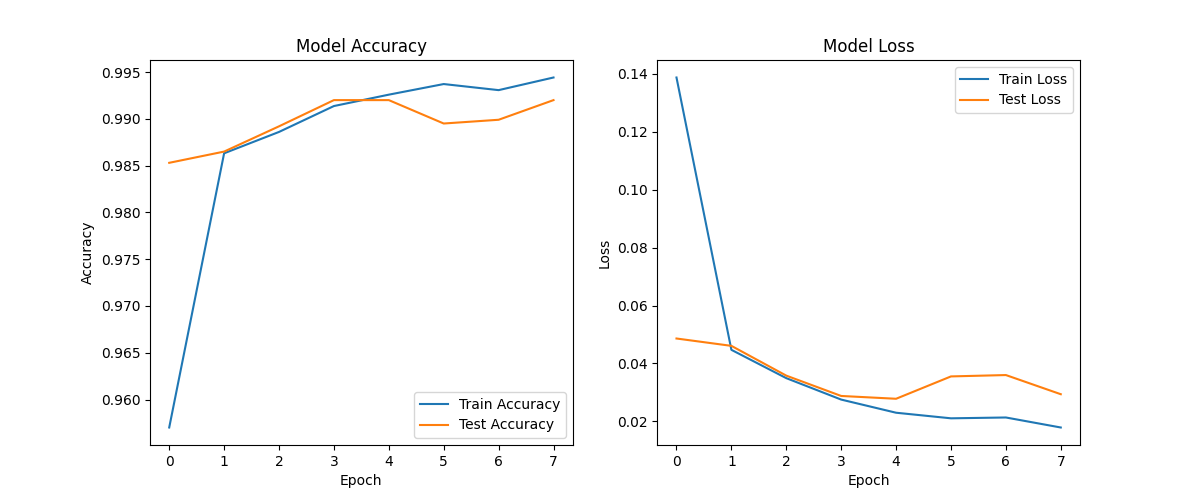 Model Accuracy
0.995
0.990
0.985
0.980
0.975
0.970
0.965
0.960
Accuracy
Train Accuracy
Test Accuracy
0 1 2 3 4 5 6 7
Epoch
Model Loss
0.14
0.12
0.10
0.08
0.06
0.04
0.02
Loss
Train Loss
Test Loss
0 1 2 3 4 5 6 7
Epoch